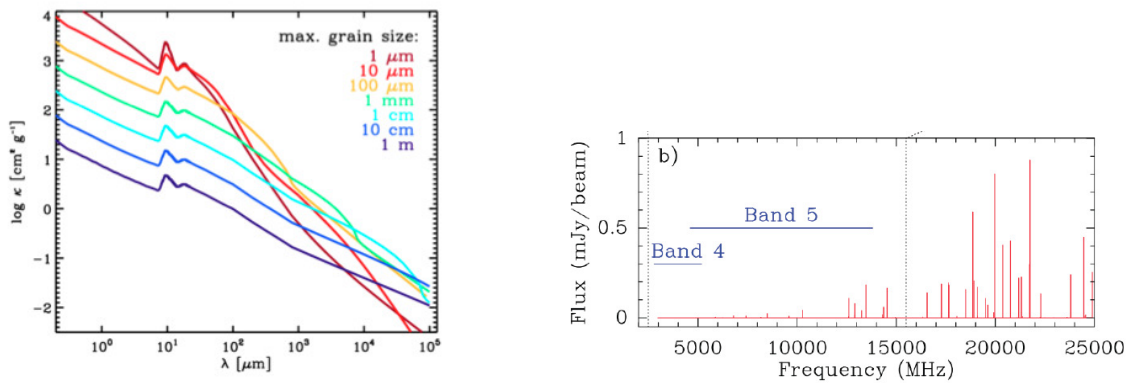 max. grain size:
1 μm
10 μm
100 μm
1 mm
1 cm
10 cm
1 m
4
3
2
1
0
-1
-2
log κ [cm² g⁻¹]
10⁰ 10¹ 10² 10³ 10⁴ 10⁵
λ [μm]
b)
Band 5
Band 4
1
0.5
0
Flux (mJy/beam)
5000 10000 15000 20000 25000
Frequency (MHz)